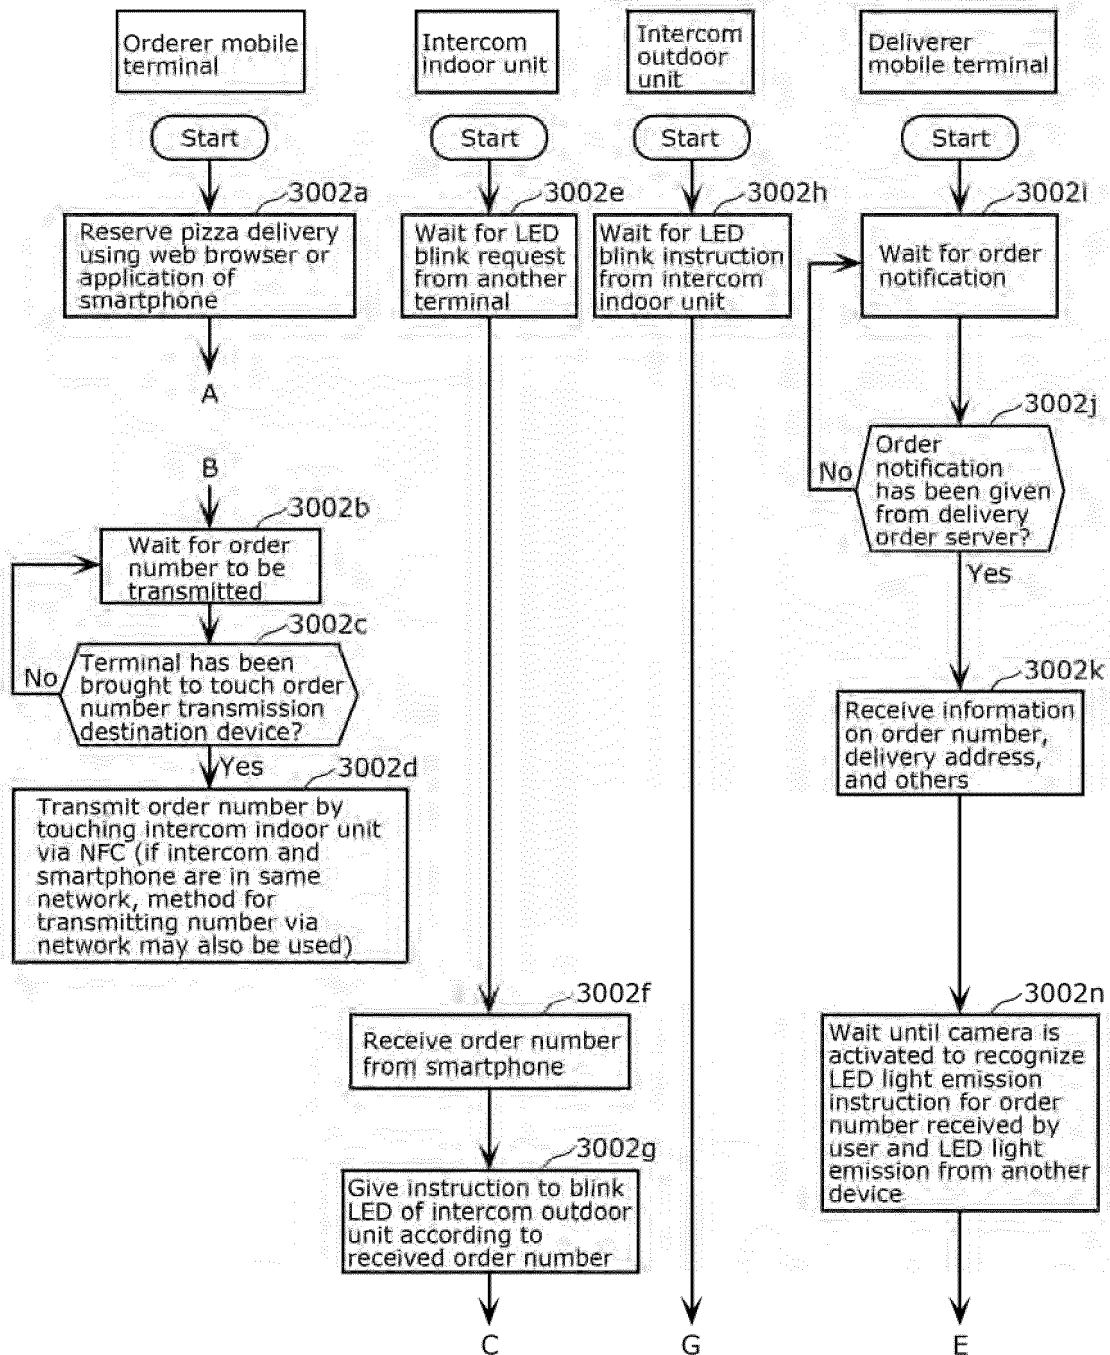 Orderer mobile
terminal
Start
3002a
Reserve pizza delivery
using web browser or
application of
smartphone
A
B
3002b
Wait for order
number to be
transmitted
3002c
Terminal has been
brought to touch order
number transmission
destination device?
No
Yes
3002d
Transmit order number by
touching intercom indoor unit
via NFC (if intercom and
smartphone are in same
network, method for
transmitting number via
network may also be used)
Intercom
indoor unit
Start
3002e
Wait for LED
blink request
from another
terminal
3002f
Receive order number
from smartphone
3002g
Give instruction to blink
LED of intercom outdoor
unit according to
received order number
C
Intercom
outdoor
unit
Start
3002h
Wait for LED
blink instruction
from intercom
indoor unit
G
Deliverer
mobile terminal
Start
3002i
Wait for order
notification
3002j
Order
notification
has been given
from delivery
order server?
No
Yes
3002k
Receive information
on order number,
delivery address,
and others
3002n
Wait until camera is
activated to recognize
LED light emission
instruction for order
number received by
user and LED light
emission from another
device
E